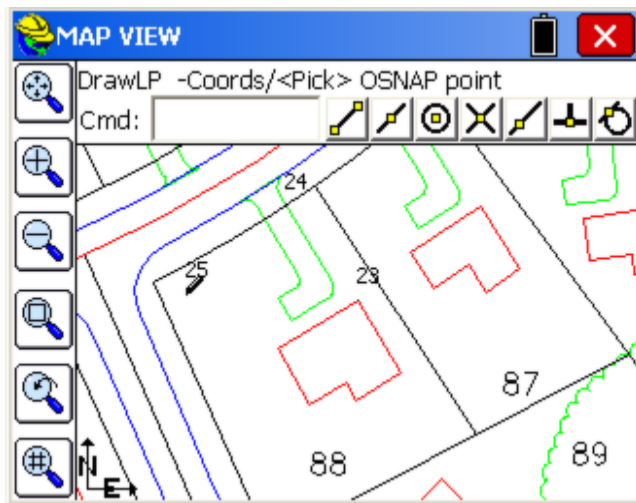 MAP VIEW
DrawLP -Coords/<Pick> OSNAP point
Cmd:
24
25
23
87
88
89
N
E